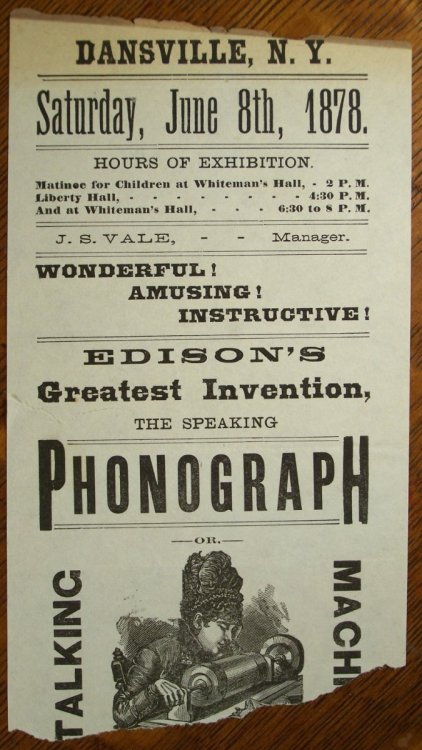 DANSVILLE, N. Y.
Saturday, June 8th, 1878.
HOURS OF EXHIBITION.
Matinee for Children at Whiteman's Hall, - 2 P. M.
Liberty Hall, - - - - - - - - 4:30 P. M.
And at Whiteman's Hall, - - - 6:30 to 8 P. M.
J. S. VALE, - - Manager.
WONDERFUL!
AMUSING!
INSTRUCTIVE!
EDISON'S
Greatest Invention,
THE SPEAKING
PHONOGRAPH
—OR,—
TALKING
MACH